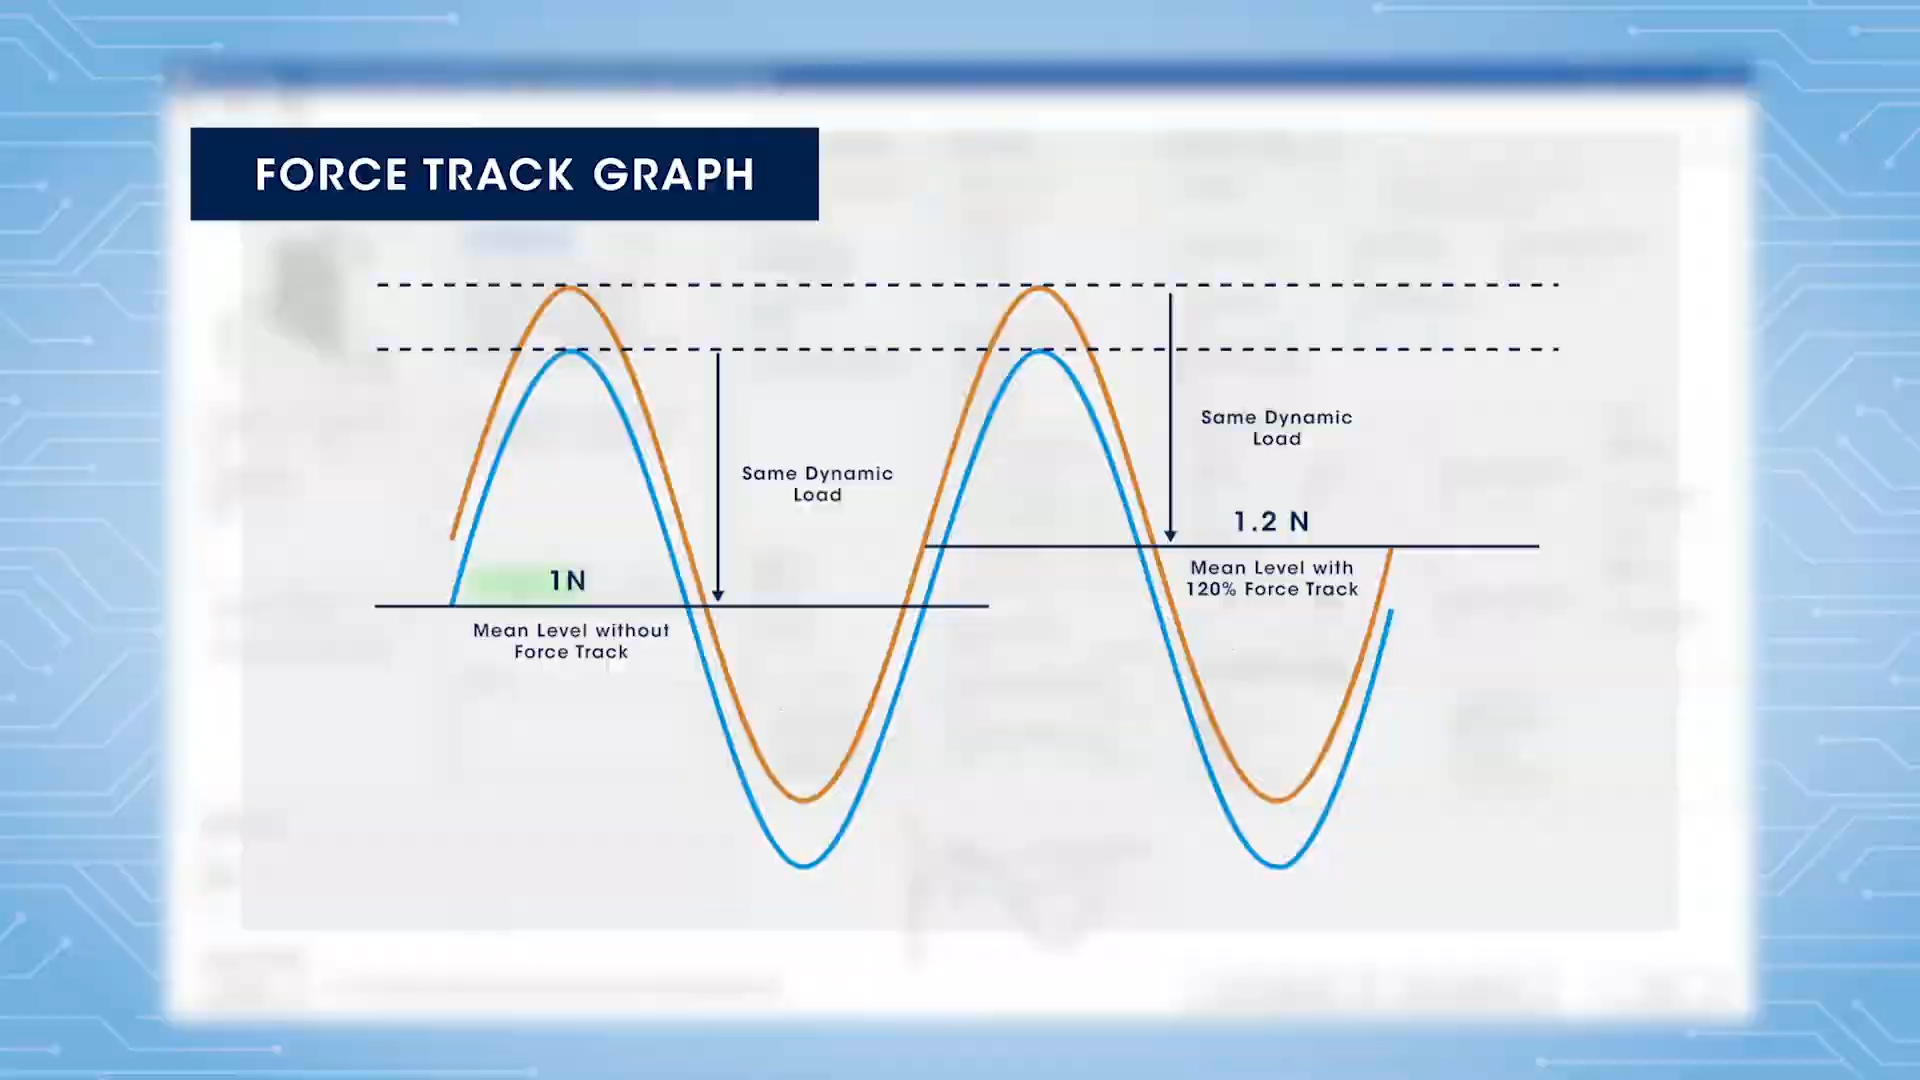 FORCE TRACK GRAPH
Same Dynamic
Load
Same Dynamic
Load
1.2 N
Mean Level with
120% Force Track
1N
Mean Level without
Force Track